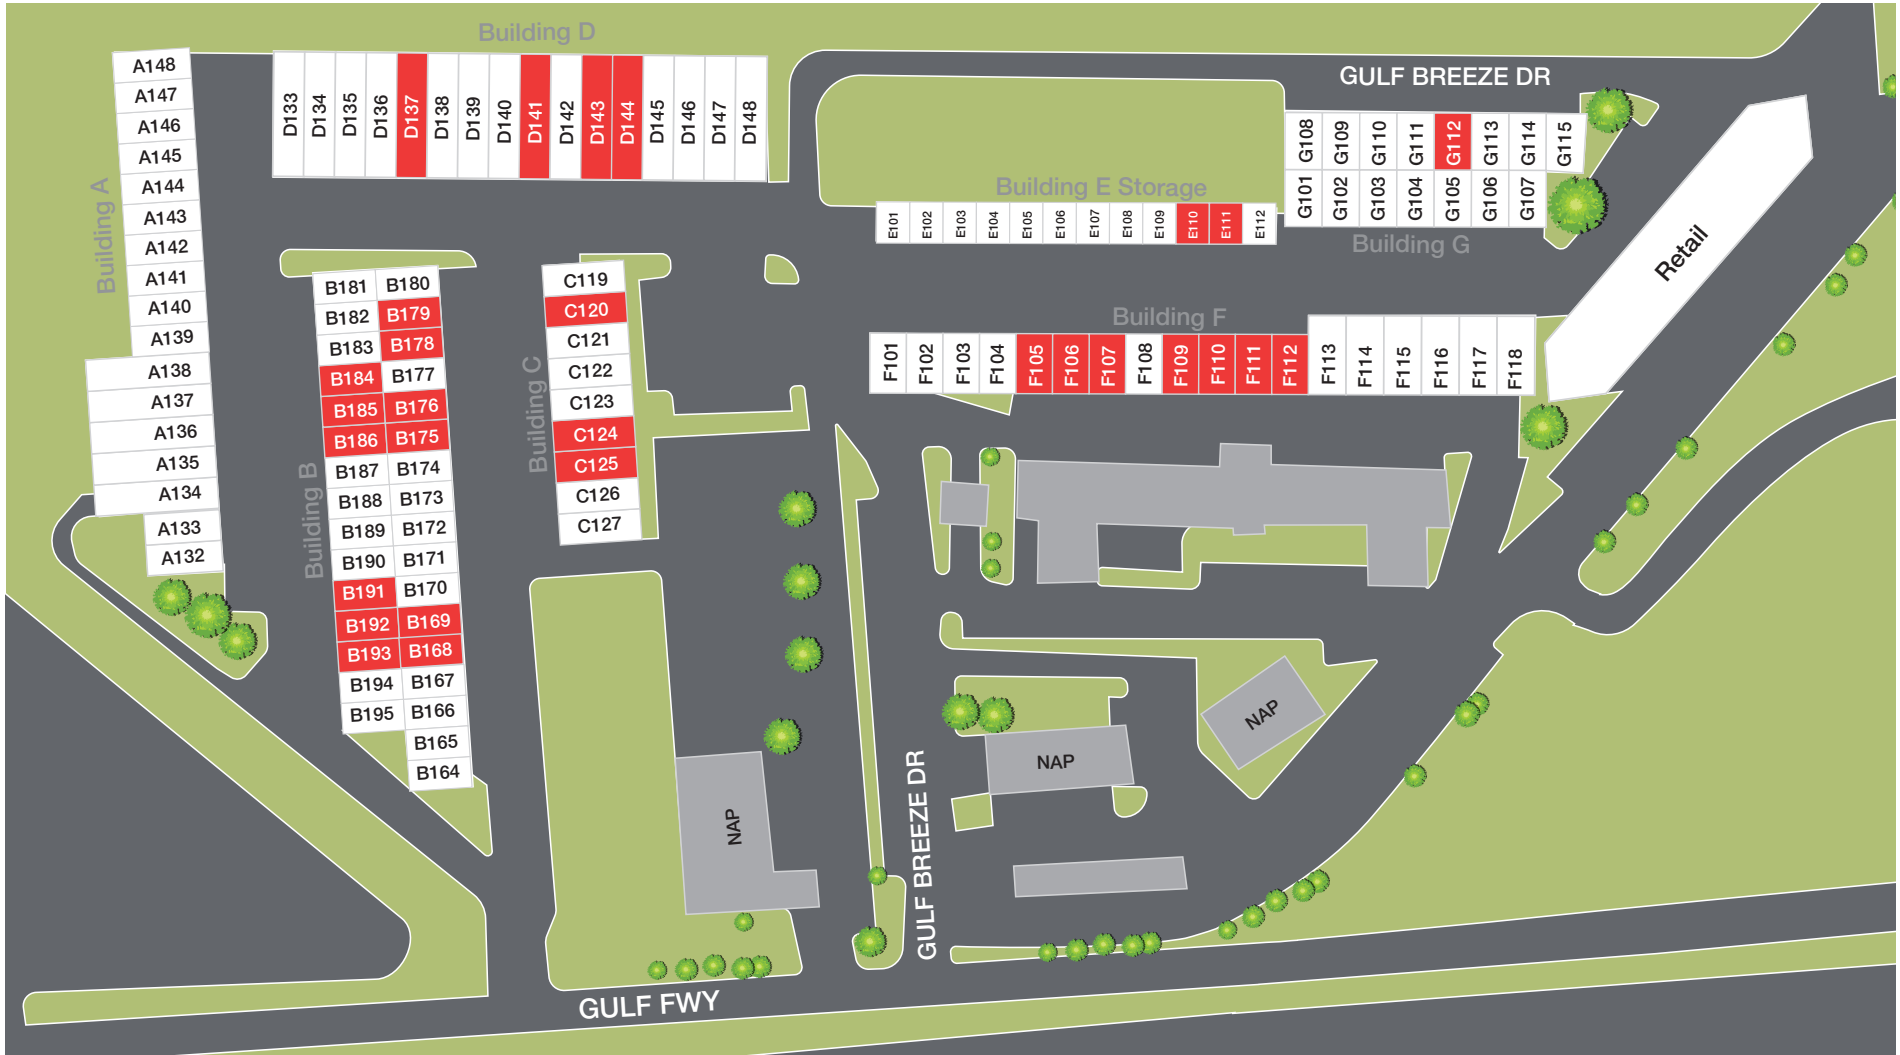 Building D
D133 D134 D135 D136 D137 D138 D139 D140 D141 D142 D143 D144 D145 D146 D147 D148
GULF BREEZE DR
Building A
A148
A147
A146
A145
A144
A143
A142
A141
A140
A139
A138
A137
A136
A135
A134
A133
A132
Building B
B181 B180
B182 B179
B183 B178
B184 B177
B185 B176
B186 B175
B187 B174
B188 B173
B189 B172
B190 B171
B191 B170
B192 B169
B193 B168
B194 B167
B195 B166
B165
B164
Building C
C119
C120
C121
C122
C123
C124
C125
C126
C127
Building E Storage
E101 E102 E103 E104 E105 E106 E107 E108 E109 E110 E111 E112
G108 G109 G110 G111 G112 G113 G114 G115
G101 G102 G103 G104 G105 G106 G107
Building G
Retail
Building F
F101 F102 F103 F104 F105 F106 F107 F108 F109 F110 F111 F112 F113 F114 F115 F116 F117 F118
NAP
NAP
NAP
GULF BREEZE DR
GULF FWY